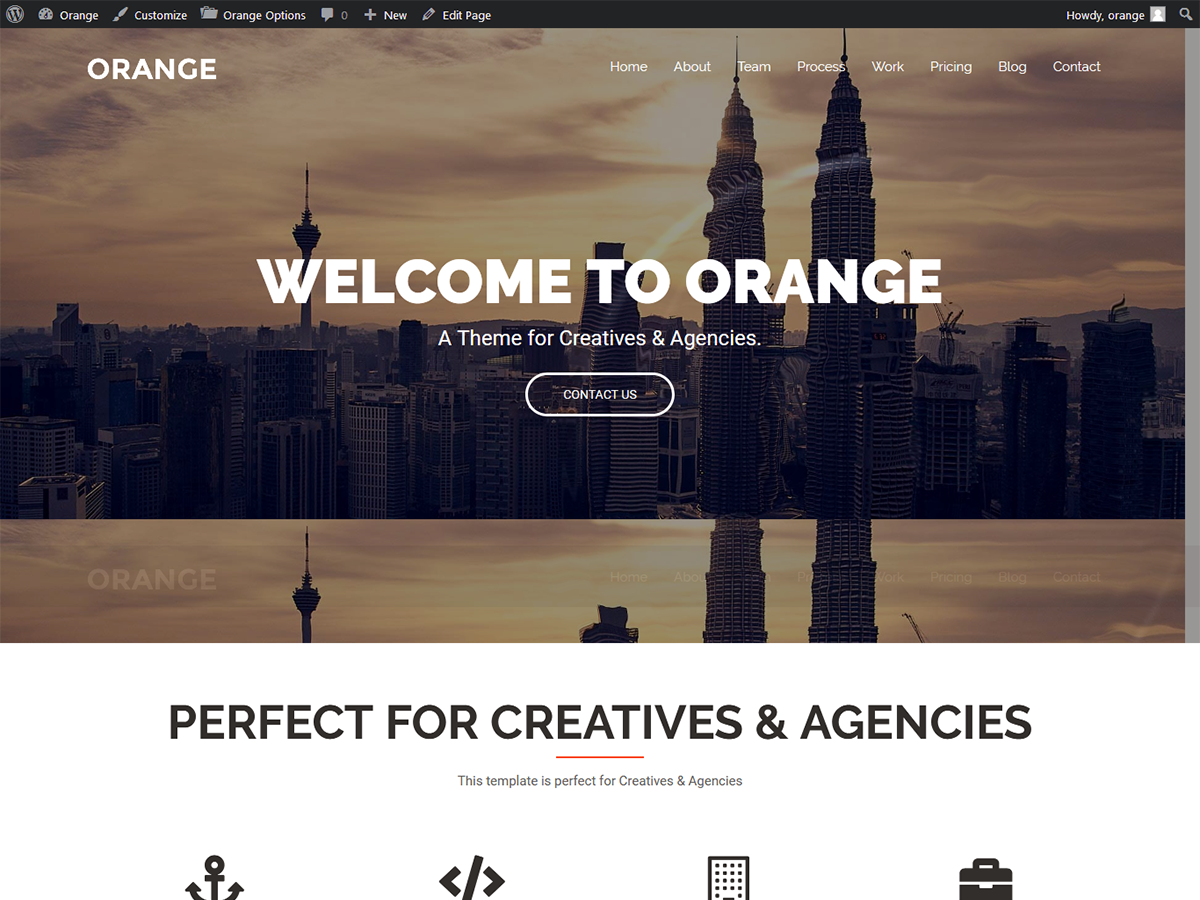 Orange Customize Orange Options 0 New Edit Page Howdy, orange
ORANGE Home About Team Process Work Pricing Blog Contact
WELCOME TO ORANGE
A Theme for Creatives & Agencies.
CONTACT US
ORANGE Home About Team Process Work Pricing Blog Contact
PERFECT FOR CREATIVES & AGENCIES
This template is perfect for Creatives & Agencies